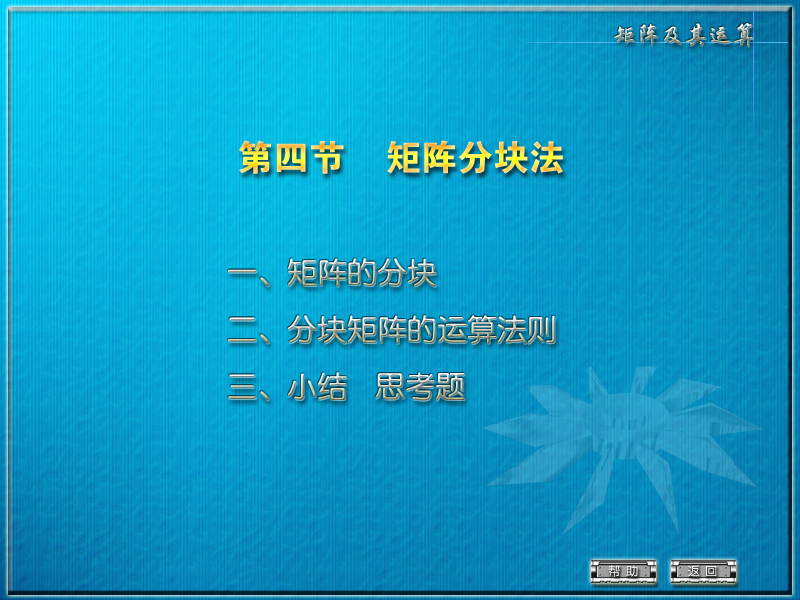 矩阵及其运算
第四节 矩阵分块法
一、矩阵的分块
二、分块矩阵的运算法则
三、小结 思考题
帮助 返回